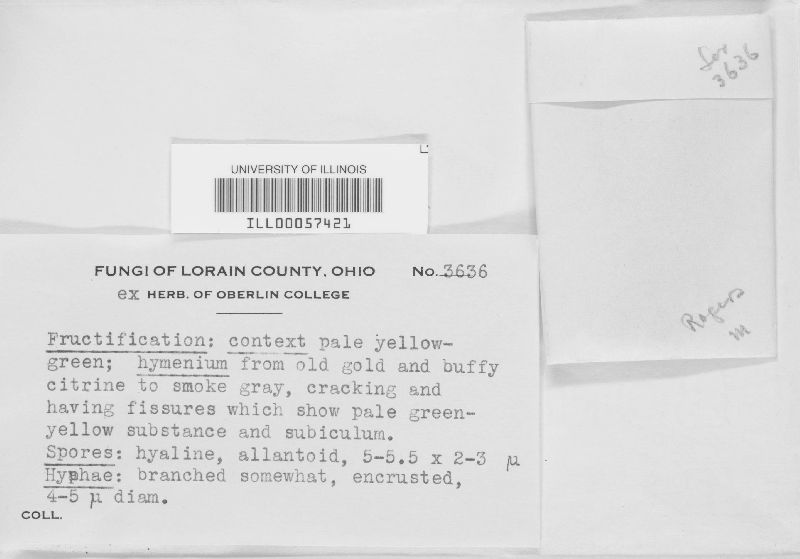 Lor
3636
UNIVERSITY OF ILLINOIS
ILL00057421
FUNGI OF LORAIN COUNTY, OHIO No. 3636
ex HERB. OF OBERLIN COLLEGE
Rogers
m
Fructification: context pale yellow-
green; hymenium from old gold and buffy
citrine to smoke gray, cracking and
having fissures which show pale green-
yellow substance and subiculum.
Spores: hyaline, allantoid, 5-5.5 x 2-3 µ
Hyphae: branched somewhat, encrusted,
4-5 µ diam.
COLL.